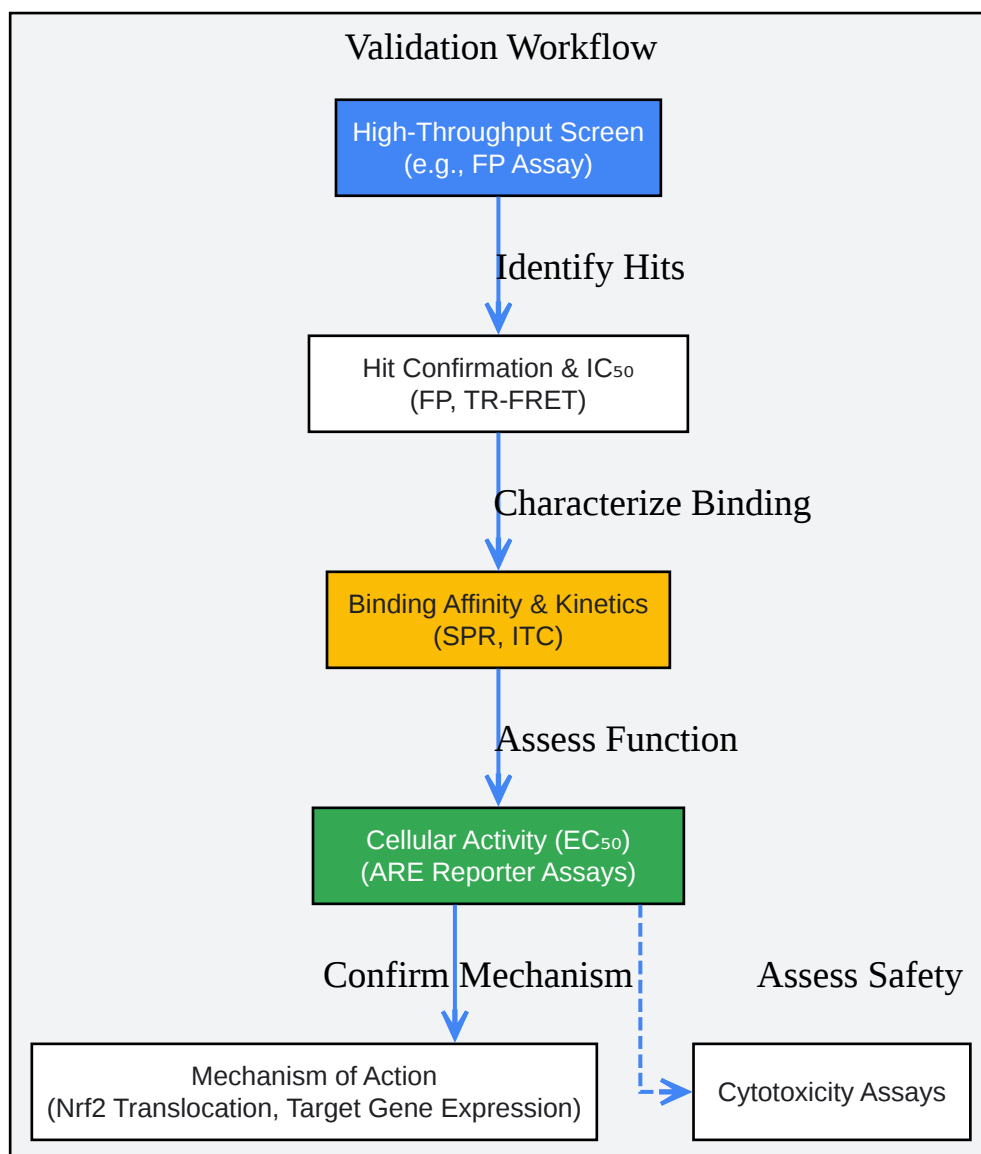 Validation Workflow
High-Throughput Screen
(e.g., FP Assay)
Identify Hits
Hit Confirmation & IC₅₀
(FP, TR-FRET)
Characterize Binding
Binding Affinity & Kinetics
(SPR, ITC)
Assess Function
Cellular Activity (EC₅₀)
(ARE Reporter Assays)
Confirm Mechanism
Assess Safety
Mechanism of Action
(Nrf2 Translocation, Target Gene Expression)
Cytotoxicity Assays